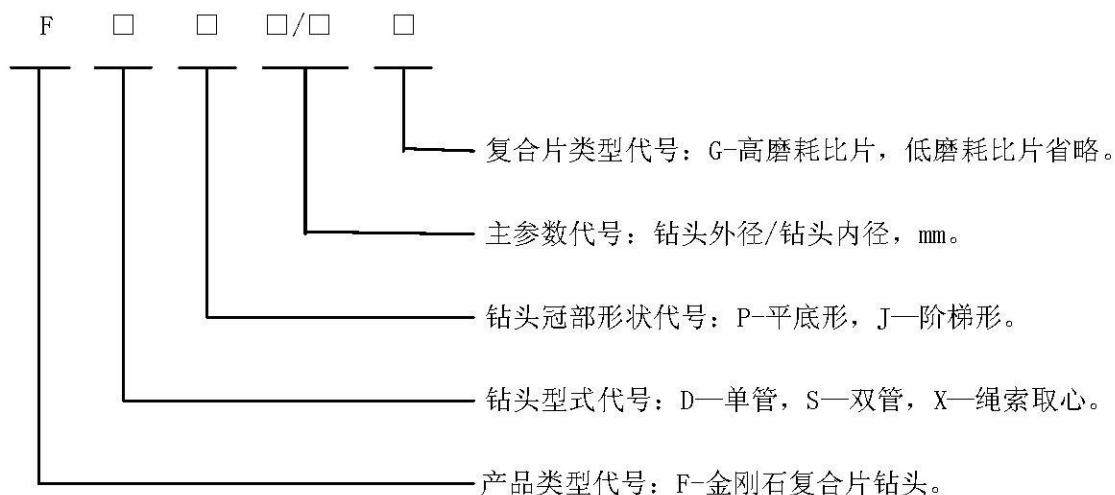 F □ □ □/□ □
复合片类型代号：G-高磨耗比片，低磨耗比片省略。
主参数代号：钻头外径/钻头内径，mm。
钻头冠部形状代号：P-平底形，J—阶梯形。
钻头型式代号：D—单管，S—双管，X—绳索取心。
产品类型代号：F-金刚石复合片钻头。